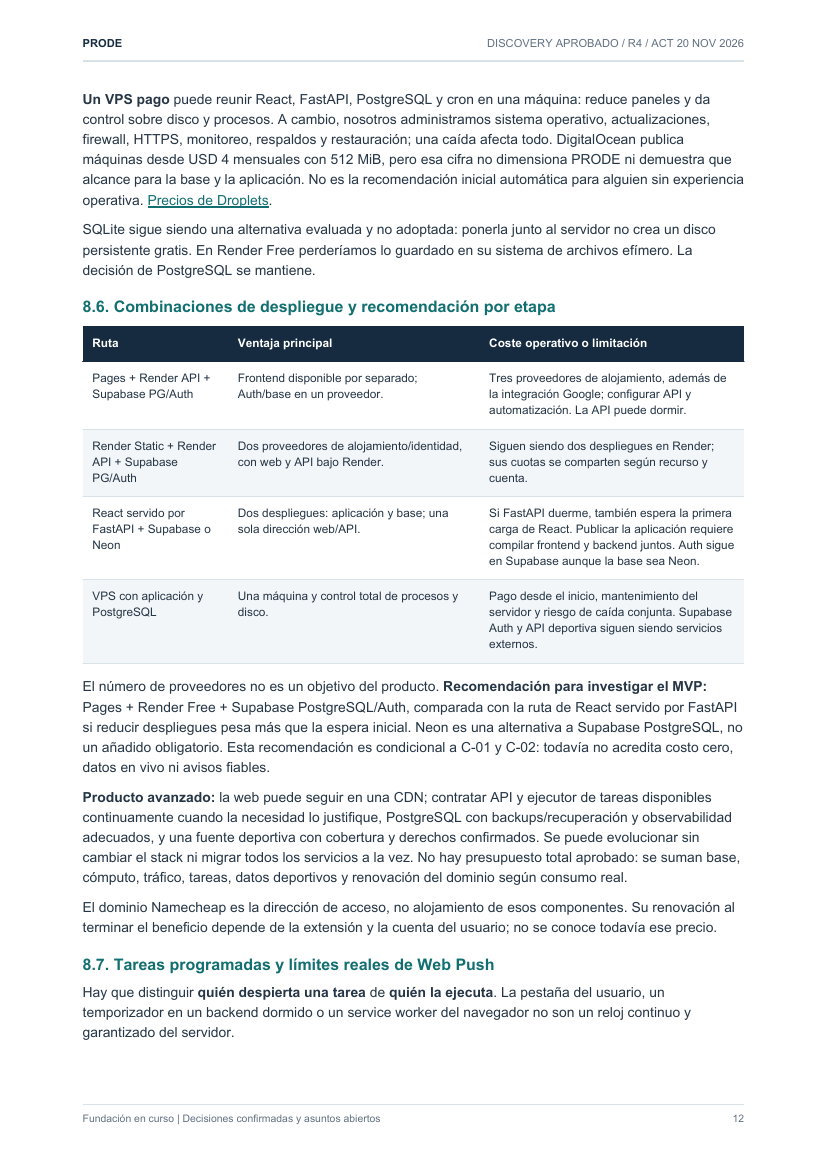 PRODE
DISCOVERY APROBADO / R4 / ACT 20 NOV 2026
Un VPS pago puede reunir React, FastAPI, PostgreSQL y cron en una máquina: reduce paneles y da
control sobre disco y procesos. A cambio, nosotros administramos sistema operativo, actualizaciones,
firewall, HTTPS, monitoreo, respaldos y restauración; una caída afecta todo. DigitalOcean publica
máquinas desde USD 4 mensuales con 512 MiB, pero esa cifra no dimensiona PRODE ni demuestra que
alcance para la base y la aplicación. No es la recomendación inicial automática para alguien sin experiencia
operativa. Precios de Droplets.
SQLite sigue siendo una alternativa evaluada y no adoptada: ponerla junto al servidor no crea un disco
persistente gratis. En Render Free perderíamos lo guardado en su sistema de archivos efímero. La
decisión de PostgreSQL se mantiene.
8.6. Combinaciones de despliegue y recomendación por etapa
Ruta
Ventaja principal
Coste operativo o limitación
Pages + Render API +
Supabase PG/Auth
Frontend disponible por separado;
Auth/base en un proveedor.
Tres proveedores de alojamiento, además de
la integración Google; configurar API y
automatización. La API puede dormir.
Render Static + Render
API + Supabase
PG/Auth
Dos proveedores de alojamiento/identidad,
con web y API bajo Render.
Siguen siendo dos despliegues en Render;
sus cuotas se comparten según recurso y
cuenta.
React servido por
FastAPI + Supabase o
Neon
Dos despliegues: aplicación y base; una
sola dirección web/API.
Si FastAPI duerme, también espera la primera
carga de React. Publicar la aplicación requiere
compilar frontend y backend juntos. Auth sigue
en Supabase aunque la base sea Neon.
VPS con aplicación y
PostgreSQL
Una máquina y control total de procesos y
disco.
Pago desde el inicio, mantenimiento del
servidor y riesgo de caída conjunta. Supabase
Auth y API deportiva siguen siendo servicios
externos.
El número de proveedores no es un objetivo del producto. Recomendación para investigar el MVP:
Pages + Render Free + Supabase PostgreSQL/Auth, comparada con la ruta de React servido por FastAPI
si reducir despliegues pesa más que la espera inicial. Neon es una alternativa a Supabase PostgreSQL, no
un añadido obligatorio. Esta recomendación es condicional a C-01 y C-02: todavía no acredita costo cero,
datos en vivo ni avisos fiables.
Producto avanzado: la web puede seguir en una CDN; contratar API y ejecutor de tareas disponibles
continuamente cuando la necesidad lo justifique, PostgreSQL con backups/recuperación y observabilidad
adecuados, y una fuente deportiva con cobertura y derechos confirmados. Se puede evolucionar sin
cambiar el stack ni migrar todos los servicios a la vez. No hay presupuesto total aprobado: se suman base,
cómputo, tráfico, tareas, datos deportivos y renovación del dominio según consumo real.
El dominio Namecheap es la dirección de acceso, no alojamiento de esos componentes. Su renovación al
terminar el beneficio depende de la extensión y la cuenta del usuario; no se conoce todavía ese precio.
8.7. Tareas programadas y límites reales de Web Push
Hay que distinguir quién despierta una tarea de quién la ejecuta. La pestaña del usuario, un
temporizador en un backend dormido o un service worker del navegador no son un reloj continuo y
garantizado del servidor.
Fundación en curso | Decisiones confirmadas y asuntos abiertos
12